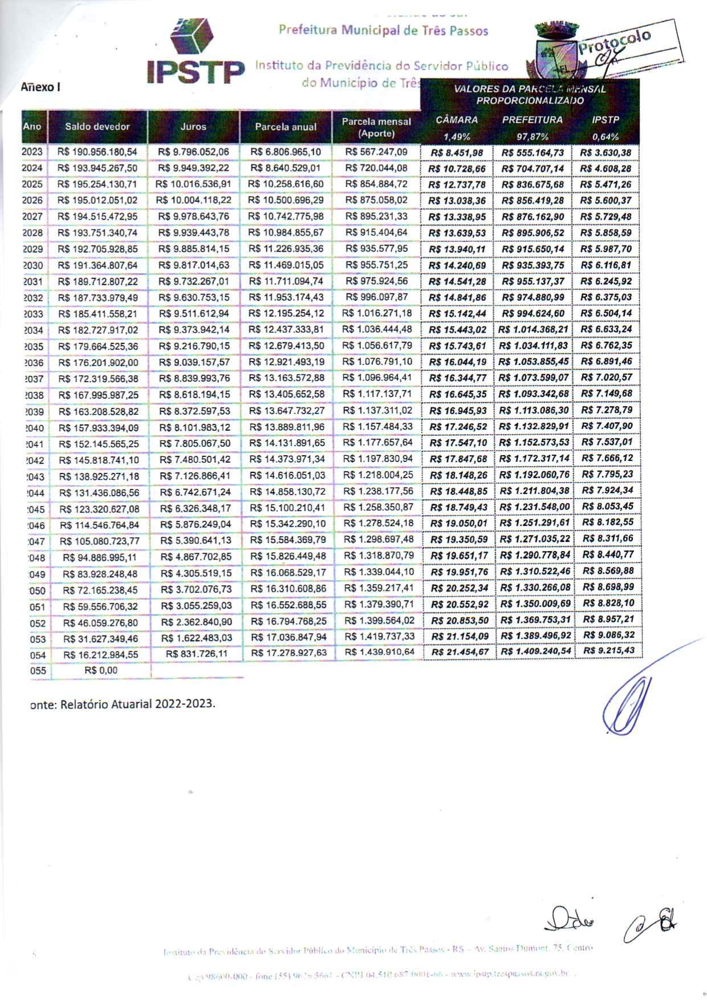 Prefeitura Municipal de Três Passos
Protocolo
IPSTP
Instituto da Previdência do Servidor Público
do Município de Três
Anexo I
VALORES DA PARCELA MENSAL
PROPORCIONALIZADO
Ano Saldo devedor Juros Parcela anual Parcela mensal (Aporte) CÂMARA 1,49% PREFEITURA 97,87% IPSTP 0,64%
2023 R$ 190.956.180,54 R$ 9.796.052,06 R$ 6.806.965,10 R$ 567.247,09 R$ 8.451,98 R$ 555.164,73 R$ 3.630,38
2024 R$ 193.945.267,50 R$ 9.949.392,22 R$ 8.640.529,01 R$ 720.044,08 R$ 10.728,66 R$ 704.707,14 R$ 4.608,28
2025 R$ 195.254.130,71 R$ 10.016.536,91 R$ 10.258.616,60 R$ 854.884,72 R$ 12.737,78 R$ 836.675,68 R$ 5.471,26
2026 R$ 195.012.051,02 R$ 10.004.118,22 R$ 10.500.696,29 R$ 875.058,02 R$ 13.038,36 R$ 856.419,28 R$ 5.600,37
2027 R$ 194.515.472,95 R$ 9.978.643,76 R$ 10.742.775,98 R$ 895.231,33 R$ 13.338,95 R$ 876.162,90 R$ 5.729,48
2028 R$ 193.751.340,74 R$ 9.939.443,78 R$ 10.984.855,67 R$ 915.404,64 R$ 13.639,53 R$ 895.906,52 R$ 5.858,59
2029 R$ 192.705.928,85 R$ 9.885.814,15 R$ 11.226.935,36 R$ 935.577,95 R$ 13.940,11 R$ 915.650,14 R$ 5.987,70
2030 R$ 191.364.807,64 R$ 9.817.014,63 R$ 11.469.015,05 R$ 955.751,25 R$ 14.240,69 R$ 935.393,75 R$ 6.116,81
2031 R$ 189.712.807,22 R$ 9.732.267,01 R$ 11.711.094,74 R$ 975.924,56 R$ 14.541,28 R$ 955.137,37 R$ 6.245,92
2032 R$ 187.733.979,49 R$ 9.630.753,15 R$ 11.953.174,43 R$ 996.097,87 R$ 14.841,86 R$ 974.880,99 R$ 6.375,03
2033 R$ 185.411.558,21 R$ 9.511.612,94 R$ 12.195.254,12 R$ 1.016.271,18 R$ 15.142,44 R$ 994.624,60 R$ 6.504,14
2034 R$ 182.727.917,02 R$ 9.373.942,14 R$ 12.437.333,81 R$ 1.036.444,48 R$ 15.443,02 R$ 1.014.368,21 R$ 6.633,24
2035 R$ 179.664.525,36 R$ 9.216.790,15 R$ 12.679.413,50 R$ 1.056.617,79 R$ 15.743,61 R$ 1.034.111,83 R$ 6.762,35
2036 R$ 176.201.902,00 R$ 9.039.157,57 R$ 12.921.493,19 R$ 1.076.791,10 R$ 16.044,19 R$ 1.053.855,45 R$ 6.891,46
2037 R$ 172.319.566,38 R$ 8.839.993,76 R$ 13.163.572,88 R$ 1.096.964,41 R$ 16.344,77 R$ 1.073.599,07 R$ 7.020,57
2038 R$ 167.995.987,25 R$ 8.618.194,15 R$ 13.405.652,58 R$ 1.117.137,71 R$ 16.645,35 R$ 1.093.342,68 R$ 7.149,68
2039 R$ 163.208.528,82 R$ 8.372.597,53 R$ 13.647.732,27 R$ 1.137.311,02 R$ 16.945,93 R$ 1.113.086,30 R$ 7.278,79
2040 R$ 157.933.394,09 R$ 8.101.983,12 R$ 13.889.811,96 R$ 1.157.484,33 R$ 17.246,52 R$ 1.132.829,91 R$ 7.407,90
2041 R$ 152.145.565,25 R$ 7.805.067,50 R$ 14.131.891,65 R$ 1.177.657,64 R$ 17.547,10 R$ 1.152.573,53 R$ 7.537,01
042 R$ 145.818.741,10 R$ 7.480.501,42 R$ 14.373.971,34 R$ 1.197.830,94 R$ 17.847,68 R$ 1.172.317,14 R$ 7.666,12
043 R$ 138.925.271,18 R$ 7.126.866,41 R$ 14.616.051,03 R$ 1.218.004,25 R$ 18.148,26 R$ 1.192.060,76 R$ 7.795,23
044 R$ 131.436.086,56 R$ 6.742.671,24 R$ 14.858.130,72 R$ 1.238.177,56 R$ 18.448,85 R$ 1.211.804,38 R$ 7.924,34
045 R$ 123.320.627,08 R$ 6.326.348,17 R$ 15.100.210,41 R$ 1.258.350,87 R$ 18.749,43 R$ 1.231.548,00 R$ 8.053,45
046 R$ 114.546.764,84 R$ 5.876.249,04 R$ 15.342.290,10 R$ 1.278.524,18 R$ 19.050,01 R$ 1.251.291,61 R$ 8.182,55
047 R$ 105.080.723,77 R$ 5.390.641,13 R$ 15.584.369,79 R$ 1.298.697,48 R$ 19.350,59 R$ 1.271.035,22 R$ 8.311,66
048 R$ 94.886.995,11 R$ 4.867.702,85 R$ 15.826.449,48 R$ 1.318.870,79 R$ 19.651,17 R$ 1.290.778,84 R$ 8.440,77
049 R$ 83.928.248,48 R$ 4.305.519,15 R$ 16.068.529,17 R$ 1.339.044,10 R$ 19.951,76 R$ 1.310.522,46 R$ 8.569,88
050 R$ 72.165.238,45 R$ 3.702.076,73 R$ 16.310.608,86 R$ 1.359.217,41 R$ 20.252,34 R$ 1.330.266,08 R$ 8.698,99
051 R$ 59.556.706,32 R$ 3.055.259,03 R$ 16.552.688,55 R$ 1.379.390,71 R$ 20.552,92 R$ 1.350.009,69 R$ 8.828,10
052 R$ 46.059.276,80 R$ 2.362.840,90 R$ 16.794.768,25 R$ 1.399.564,02 R$ 20.853,50 R$ 1.369.753,31 R$ 8.957,21
053 R$ 31.627.349,46 R$ 1.622.483,03 R$ 17.036.847,94 R$ 1.419.737,33 R$ 21.154,09 R$ 1.389.496,92 R$ 9.086,32
054 R$ 16.212.984,55 R$ 831.726,11 R$ 17.278.927,63 R$ 1.439.910,64 R$ 21.454,67 R$ 1.409.240,54 R$ 9.215,43
055 R$ 0,00
onte: Relatório Atuarial 2022-2023.
Instituto da Previdência do Servidor Público do Município de Três Passos - RS - Av. Santos Dumont, 75, Centro
Cep 98600-000 - fone (55) - CNPJ - www.ipstp.trespassos.rs.gov.br